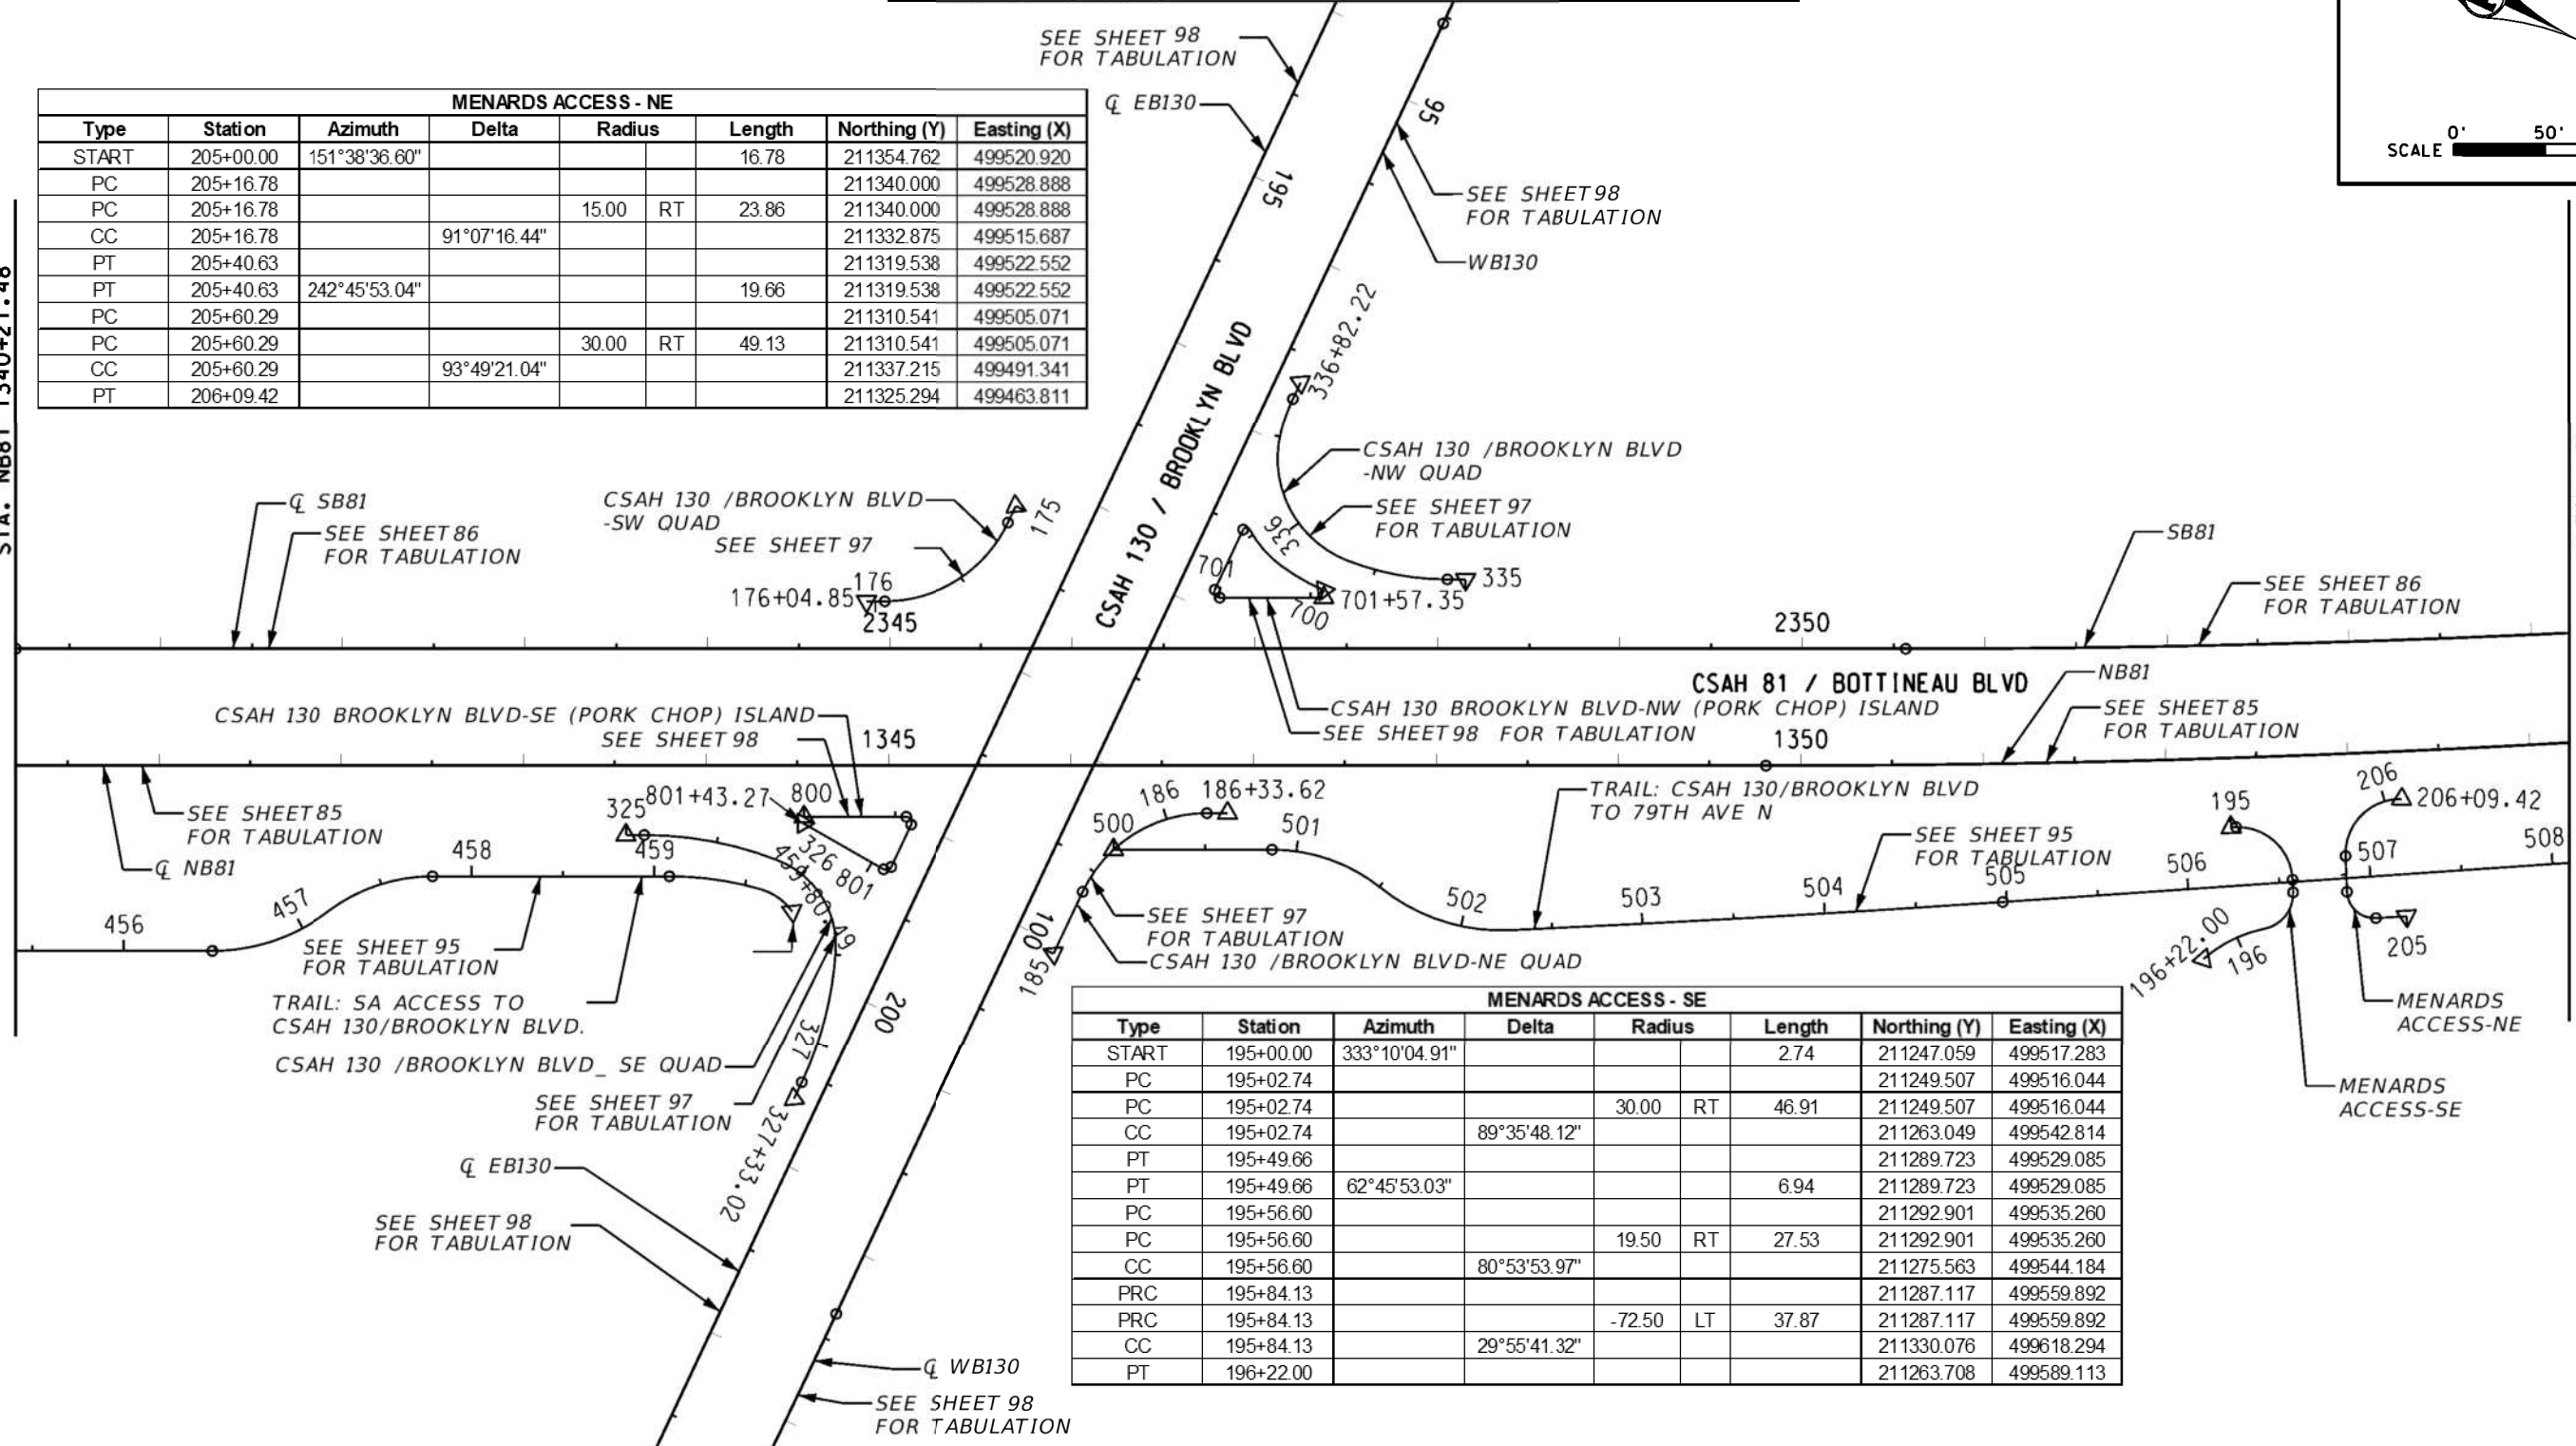 SEE SHEET 98
FOR TABULATION
℄ EB130
0' 50'
SCALE
MENARDS ACCESS - NE
Type Station Azimuth Delta Radius Length Northing (Y) Easting (X)
START 205+00.00 151°38'36.60" 16.78 211354.762 499520.920
PC 205+16.78 211340.000 499528.888
PC 205+16.78 15.00 RT 23.86 211340.000 499528.888
CC 205+16.78 91°07'16.44" 211332.875 499515.687
PT 205+40.63 211319.538 499522.552
PT 205+40.63 242°45'53.04" 19.66 211319.538 499522.552
PC 205+60.29 211310.541 499505.071
PC 205+60.29 30.00 RT 49.13 211310.541 499505.071
CC 205+60.29 93°49'21.04" 211337.215 499491.341
PT 206+09.42 211325.294 499463.811
95
195
SEE SHEET 98
FOR TABULATION
WB130
336+82.22
CSAH 130 / BROOKLYN BLVD
CSAH 130 /BROOKLYN BLVD
-NW QUAD
SEE SHEET 97
FOR TABULATION
336
335
℄ SB81
SEE SHEET 86
FOR TABULATION
CSAH 130 /BROOKLYN BLVD
-SW QUAD
SEE SHEET 97
175
176
176+04.85
2345
701
700
701+57.35
2350
SB81
SEE SHEET 86
FOR TABULATION
CSAH 81 / BOTTINEAU BLVD
NB81
SEE SHEET 85
FOR TABULATION
CSAH 130 BROOKLYN BLVD-SE (PORK CHOP) ISLAND
SEE SHEET 98
1345
CSAH 130 BROOKLYN BLVD-NW (PORK CHOP) ISLAND
SEE SHEET 98 FOR TABULATION
1350
SEE SHEET 85
FOR TABULATION
℄ NB81
325
801+43.27
800
326
801
459+80.49
456
457
458
459
SEE SHEET 95
FOR TABULATION
TRAIL: SA ACCESS TO
CSAH 130/BROOKLYN BLVD.
CSAH 130 /BROOKLYN BLVD_ SE QUAD
SEE SHEET 97
FOR TABULATION
327
327+33.02
200
100
185
186
186+33.62
500
501
502
503
504
505
506
507
508
TRAIL: CSAH 130/BROOKLYN BLVD
TO 79TH AVE N
SEE SHEET 95
FOR TABULATION
SEE SHEET 97
FOR TABULATION
CSAH 130 /BROOKLYN BLVD-NE QUAD
195
206
206+09.42
205
196
196+22.00
MENARDS
ACCESS-NE
MENARDS
ACCESS-SE
℄ EB130
SEE SHEET 98
FOR TABULATION
℄ WB130
SEE SHEET 98
FOR TABULATION
MENARDS ACCESS - SE
Type Station Azimuth Delta Radius Length Northing (Y) Easting (X)
START 195+00.00 333°10'04.91" 2.74 211247.059 499517.283
PC 195+02.74 211249.507 499516.044
PC 195+02.74 30.00 RT 46.91 211249.507 499516.044
CC 195+02.74 89°35'48.12" 211263.049 499542.814
PT 195+49.66 211289.723 499529.085
PT 195+49.66 62°45'53.03" 6.94 211289.723 499529.085
PC 195+56.60 211292.901 499535.260
PC 195+56.60 19.50 RT 27.53 211292.901 499535.260
CC 195+56.60 80°53'53.97" 211275.563 499544.184
PRC 195+84.13 211287.117 499559.892
PRC 195+84.13 -72.50 LT 37.87 211287.117 499559.892
CC 195+84.13 29°55'41.32" 211330.076 499618.294
PT 196+22.00 211263.708 499589.113